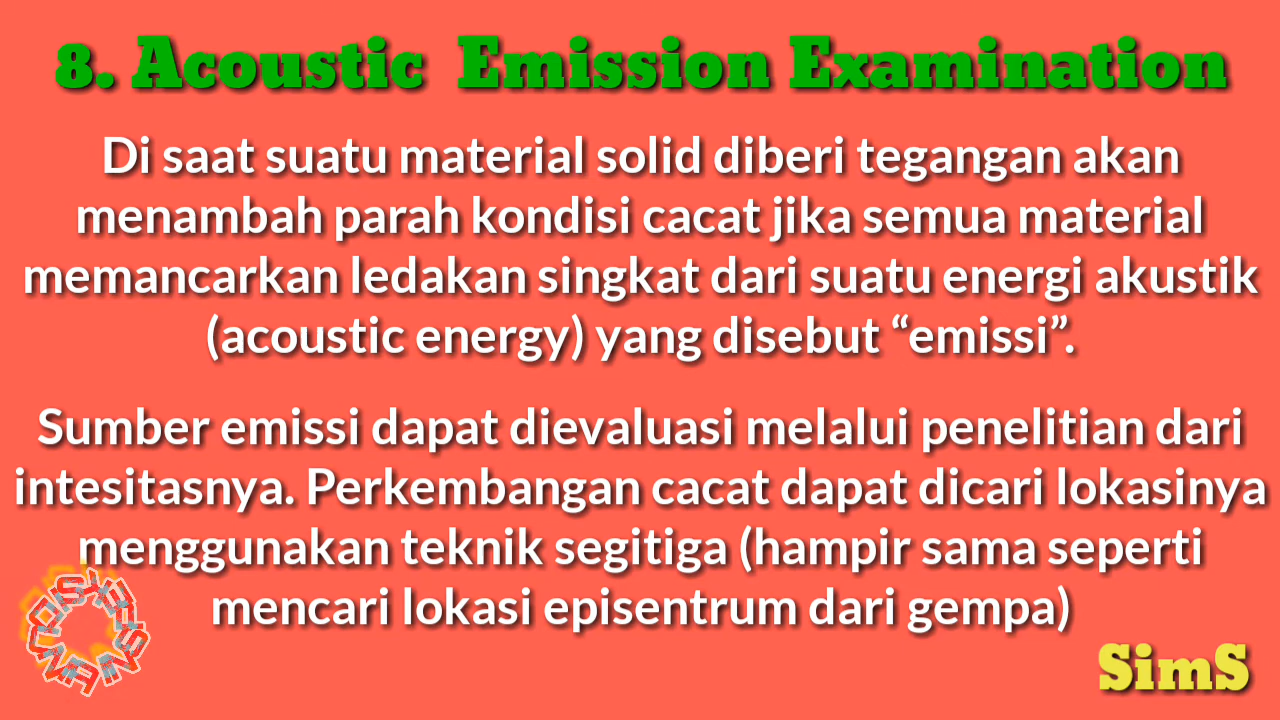 8. Acoustic Emission Examination
Di saat suatu material solid diberi tegangan akan
menambah parah kondisi cacat jika semua material
memancarkan ledakan singkat dari suatu energi akustik
(acoustic energy) yang disebut “emissi”.
Sumber emissi dapat dievaluasi melalui penelitian dari
intesitasnya. Perkembangan cacat dapat dicari lokasinya
menggunakan teknik segitiga (hampir sama seperti
mencari lokasi episentrum dari gempa)
SimS